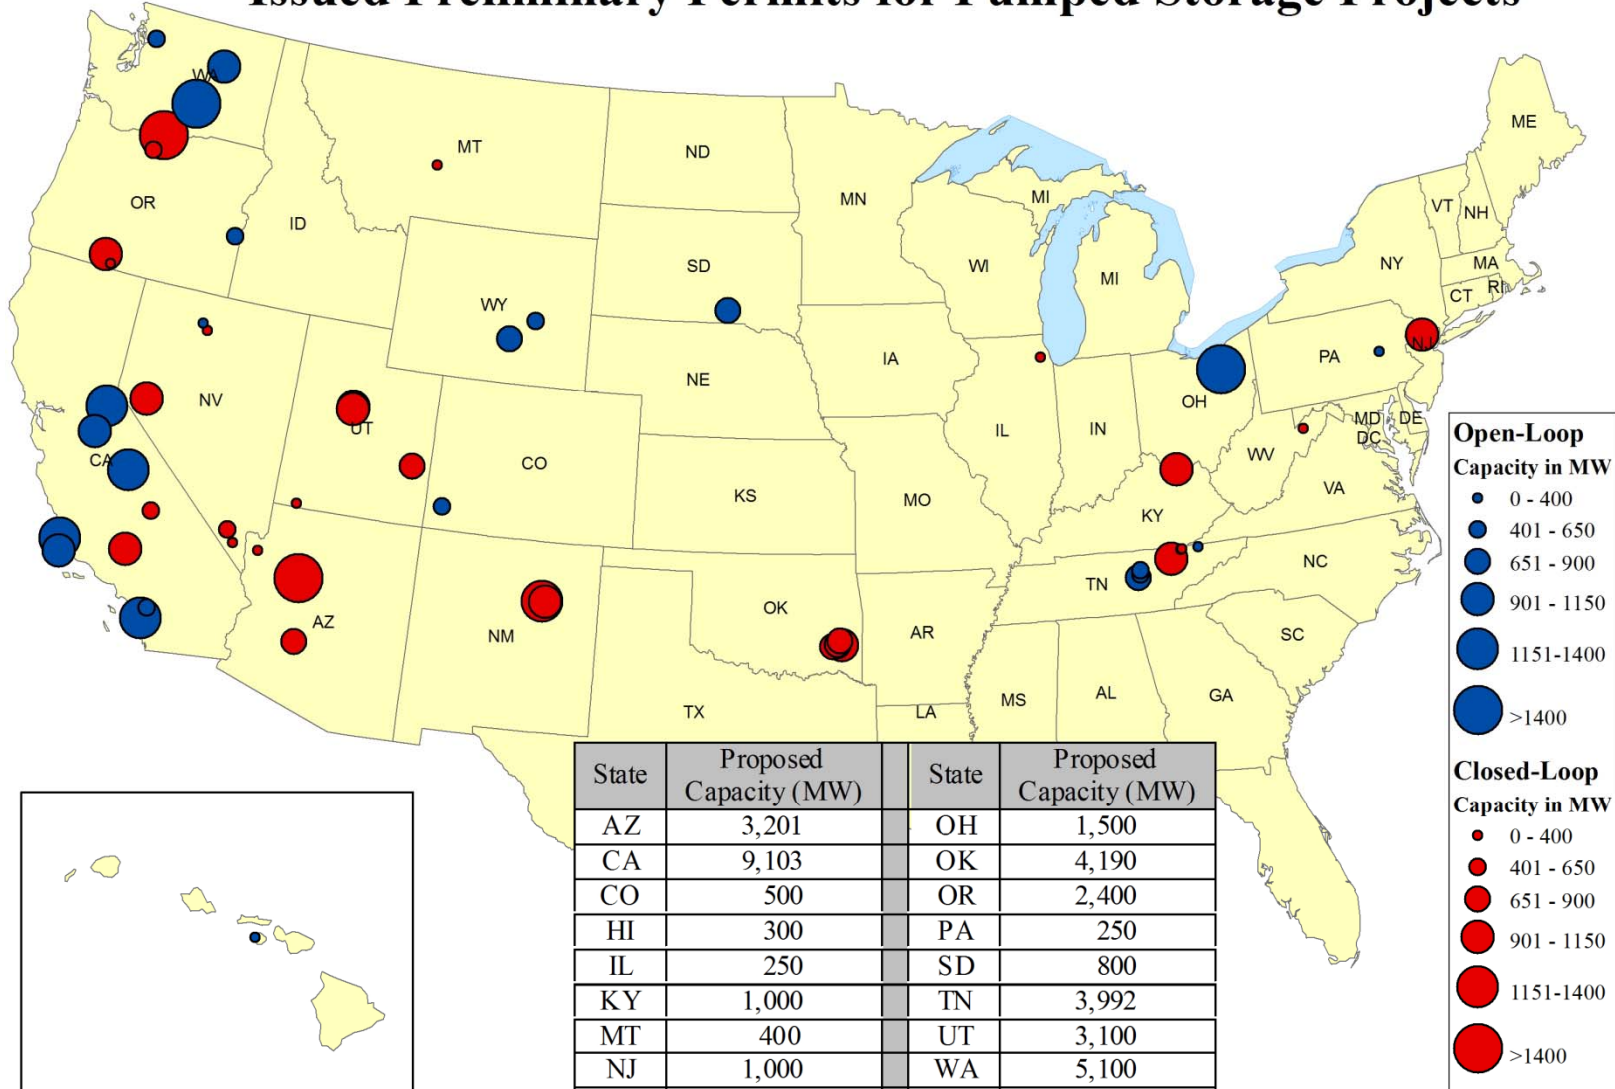 Issued Preliminary Permits for Pumped Storage Projects
WA
MT
ND
ME
OR
ID
MN
MI
VT
NH
SD
WI
MI
NY
MA
WY
CT
RI
NV
NE
IA
PA
NJ
UT
CO
IL
IN
OH
MD
DE
DC
CA
KS
MO
WV
VA
KY
AZ
NM
OK
AR
TN
NC
SC
TX
LA
MS
AL
GA
Open-Loop
Capacity in MW
0 - 400
401 - 650
651 - 900
901 - 1150
1151-1400
>1400
Closed-Loop
Capacity in MW
0 - 400
401 - 650
651 - 900
901 - 1150
1151-1400
>1400
State Proposed Capacity (MW) State Proposed Capacity (MW)
AZ 3,201 OH 1,500
CA 9,103 OK 4,190
CO 500 OR 2,400
HI 300 PA 250
IL 250 SD 800
KY 1,000 TN 3,992
MT 400 UT 3,100
NJ 1,000 WA 5,100